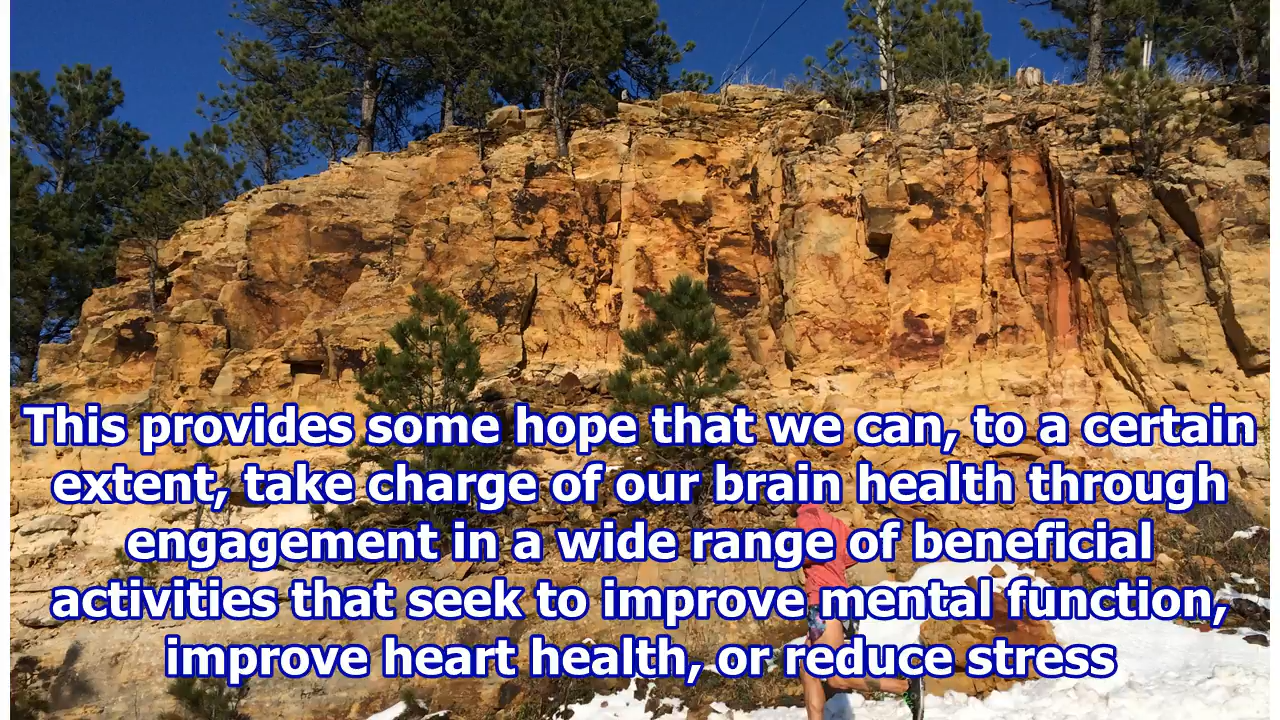 This provides some hope that we can, to a certain
extent, take charge of our brain health through
engagement in a wide range of beneficial
activities that seek to improve mental function,
improve heart health, or reduce stress